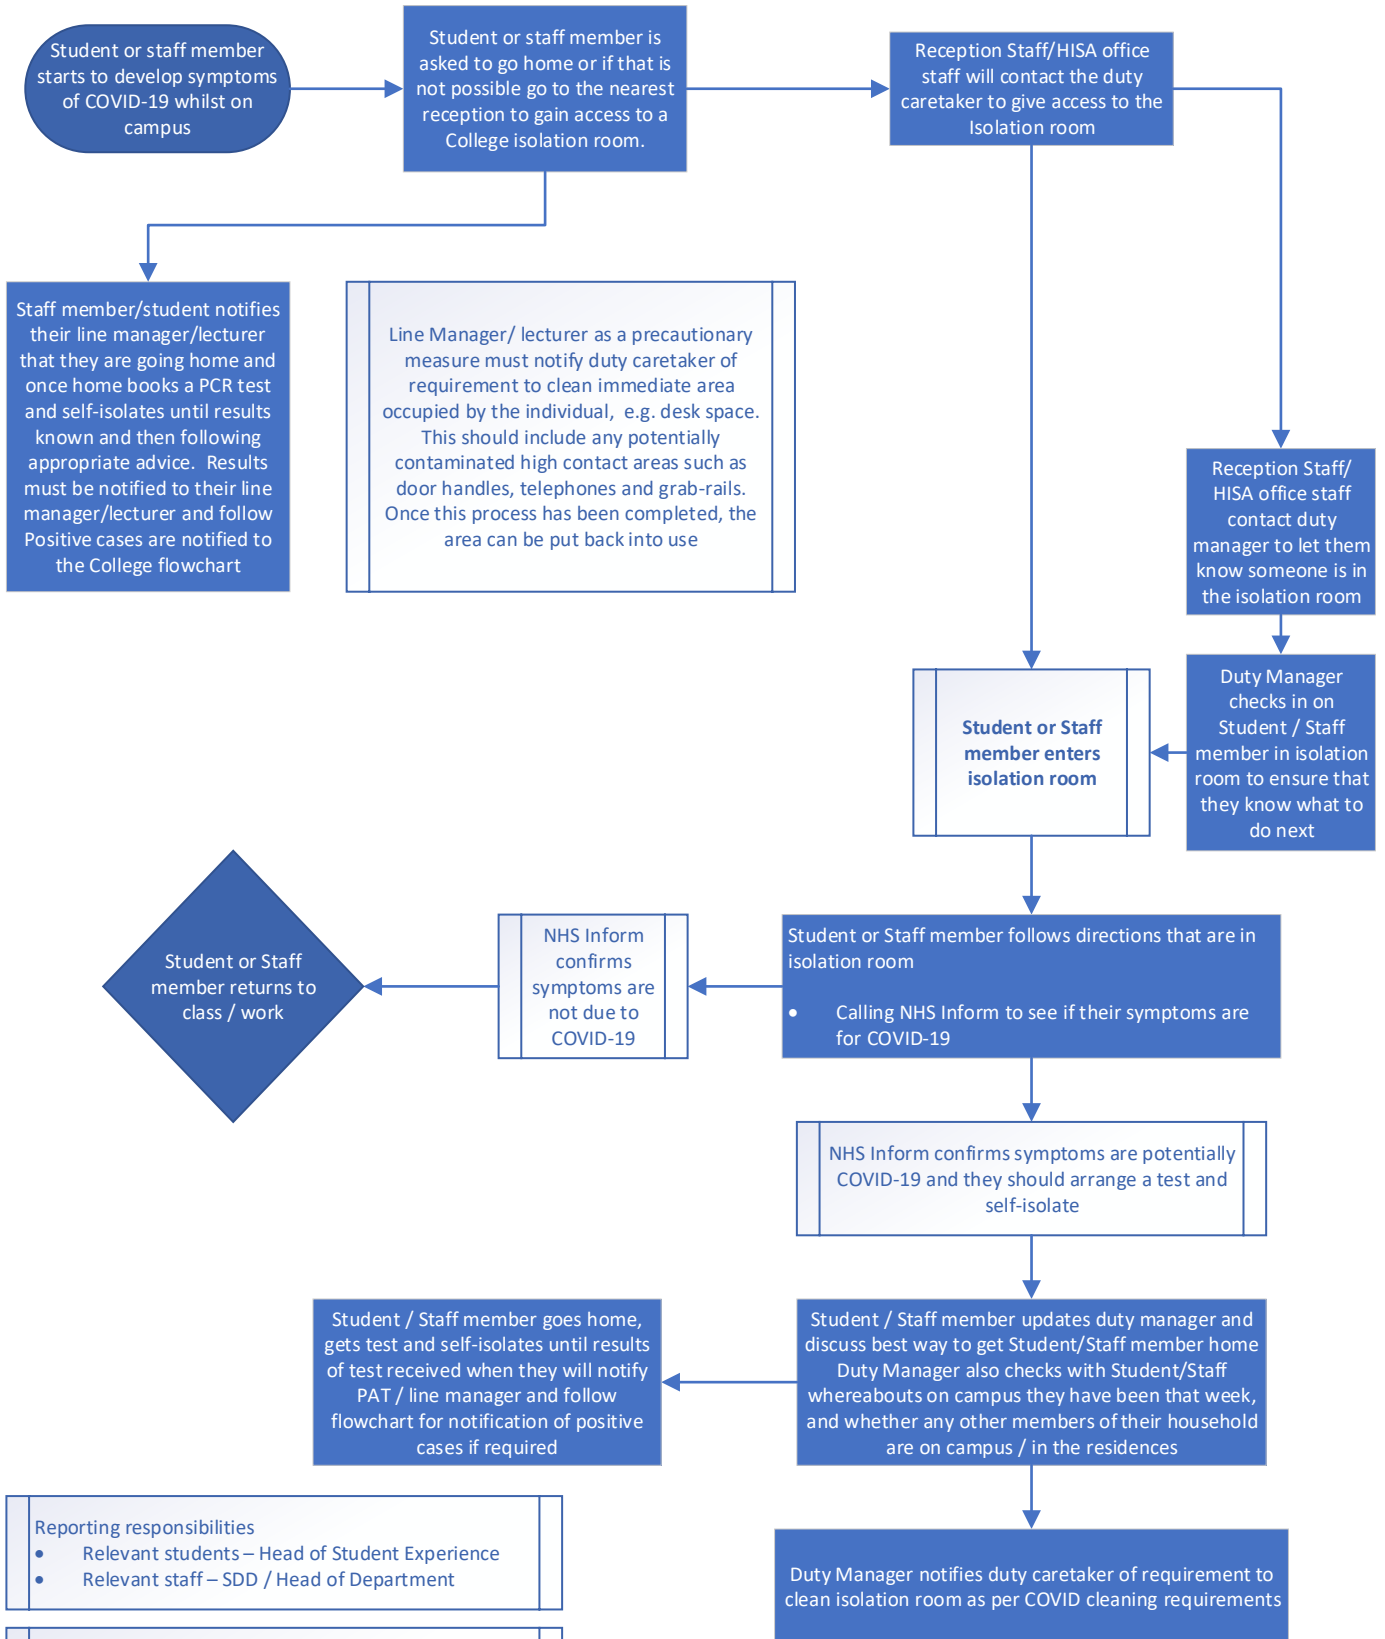 Student or staff member
starts to develop symptoms
of COVID-19 whilst on
campus
Student or staff member is
asked to go home or if that is
not possible go to the nearest
reception to gain access to a
College isolation room.
Reception Staff/HISA office
staff will contact the duty
caretaker to give access to the
Isolation room
Staff member/student notifies
their line manager/lecturer
that they are going home and
once home books a PCR test
and self-isolates until results
known and then following
appropriate advice. Results
must be notified to their line
manager/lecturer and follow
Positive cases are notified to
the College flowchart
Line Manager/ lecturer as a precautionary
measure must notify duty caretaker of
requirement to clean immediate area
occupied by the individual, e.g. desk space.
This should include any potentially
contaminated high contact areas such as
door handles, telephones and grab-rails.
Once this process has been completed, the
area can be put back into use
Reception Staff/
HISA office staff
contact duty
manager to let them
know someone is in
the isolation room
Duty Manager
checks in on
Student / Staff
member in isolation
room to ensure that
they know what to
do next
Student or Staff
member enters
isolation room
Student or Staff member follows directions that are in
isolation room
• Calling NHS Inform to see if their symptoms are
for COVID-19
NHS Inform
confirms
symptoms are
not due to
COVID-19
Student or Staff
member returns to
class / work
NHS Inform confirms symptoms are potentially
COVID-19 and they should arrange a test and
self-isolate
Student / Staff member updates duty manager and
discuss best way to get Student/Staff member home
Duty Manager also checks with Student/Staff
whereabouts on campus they have been that week,
and whether any other members of their household
are on campus / in the residences
Student / Staff member goes home,
gets test and self-isolates until results
of test received when they will notify
PAT / line manager and follow
flowchart for notification of positive
cases if required
Reporting responsibilities
• Relevant students – Head of Student Experience
• Relevant staff – SDD / Head of Department
Duty Manager notifies duty caretaker of requirement to
clean isolation room as per COVID cleaning requirements